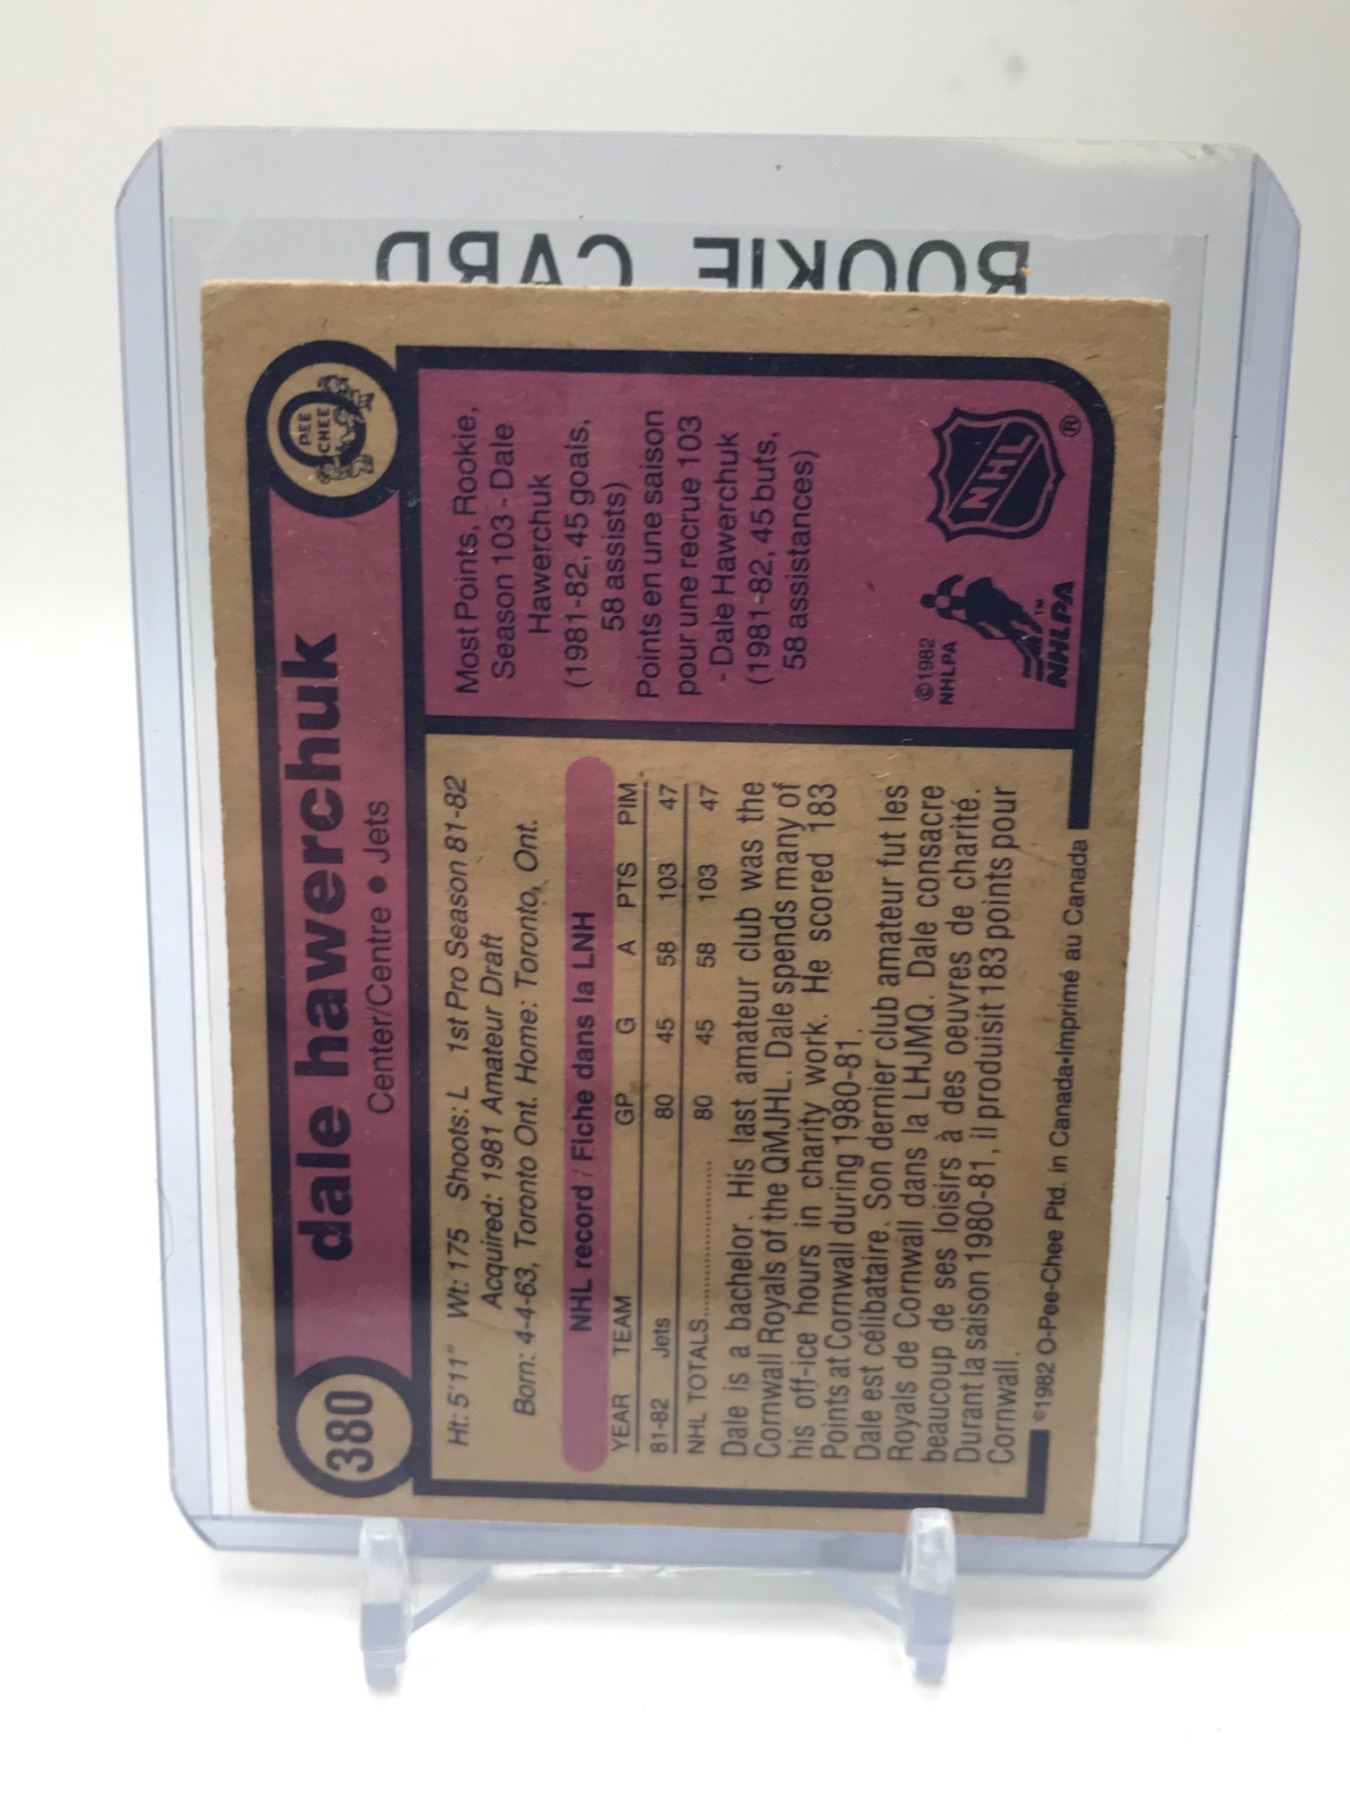 ROOKIE CARD
380
dale hawerchuk
Center/Centre • Jets
O
PEE
CHEE
Ht: 5'11" Wt: 175 Shoots: L 1st Pro Season 81-82
Acquired: 1981 Amateur Draft
Born: 4-4-63, Toronto Ont. Home: Toronto, Ont.
NHL record / Fiche dans la LNH
YEAR TEAM GP G A PTS PIM
81-82 Jets 80 45 58 103 47
NHL TOTALS.................. 80 45 58 103 47
Dale is a bachelor. His last amateur club was the
Cornwall Royals of the QMJHL. Dale spends many of
his off-ice hours in charity work. He scored 183
Points at Cornwall during 1980-81.
Dale est célibataire. Son dernier club amateur fut les
Royals de Cornwall dans la LHJMQ. Dale consacre
beaucoup de ses loisirs à des oeuvres de charité.
Durant la saison 1980-81, il produisit 183 points pour
Cornwall.
©1982 O-Pee-Chee Ptd. in Canada•Imprimé au Canada
Most Points, Rookie,
Season 103 - Dale
Hawerchuk
(1981-82, 45 goals,
58 assists)
Points en une saison
pour une recrue 103
- Dale Hawerchuk
(1981-82, 45 buts,
58 assistances)
©1982
NHLPA
NHLPA™
NHL
®